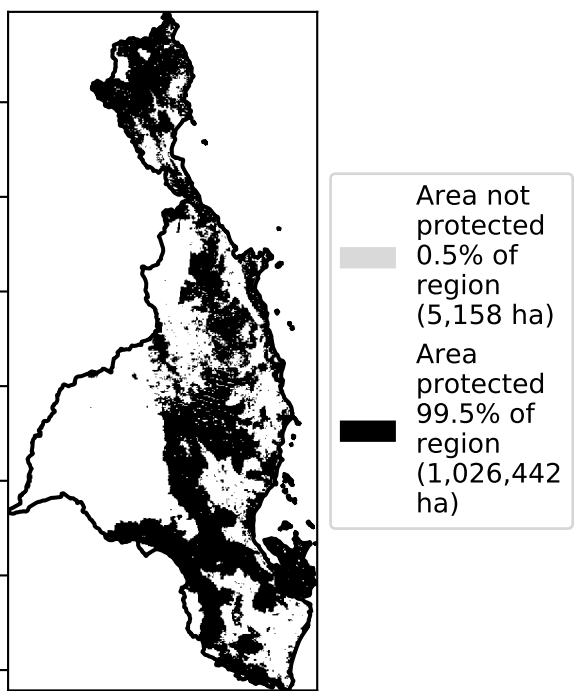 Area not
protected
0.5% of
region
(5,158 ha)
Area
protected
99.5% of
region
(1,026,442
ha)